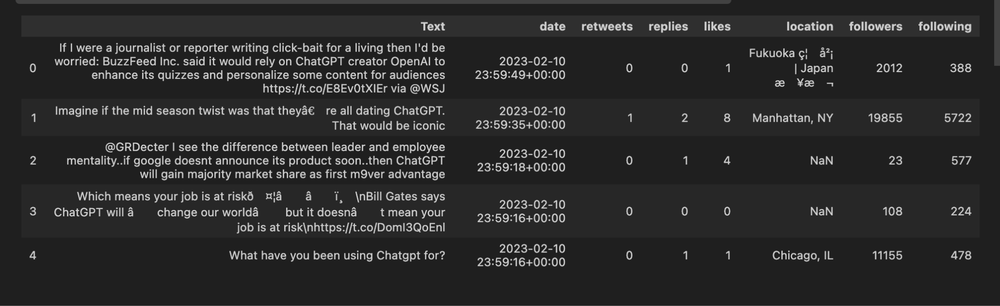 Text date retweets replies likes location followers following
0 If I were a journalist or reporter writing click-bait for a living then I'd be worried: BuzzFeed Inc. said it would rely on ChatGPT creator OpenAI to enhance its quizzes and personalize some content for audiences https://t.co/E8Ev0tXIEr via @WSJ 2023-02-10 23:59:49+00:00 0 0 1 Fukuoka ç¦ å²¡ | Japan æ ¥æ ¬ 2012 388
1 Imagine if the mid season twist was that theyâ€ re all dating ChatGPT. That would be iconic 2023-02-10 23:59:35+00:00 1 2 8 Manhattan, NY 19855 5722
2 @GRDecter I see the difference between leader and employee mentality..if google doesnt announce its product soon..then ChatGPT will gain majority market share as first m9ver advantage 2023-02-10 23:59:18+00:00 0 1 4 NaN 23 577
3 Which means your job is at riskð ¤¦â â ï¸ \nBill Gates says ChatGPT will â change our worldâ but it doesnâ t mean your job is at risk\nhttps://t.co/DomI3QoEnI 2023-02-10 23:59:16+00:00 0 0 0 NaN 108 224
4 What have you been using Chatgpt for? 2023-02-10 23:59:16+00:00 0 1 1 Chicago, IL 11155 478